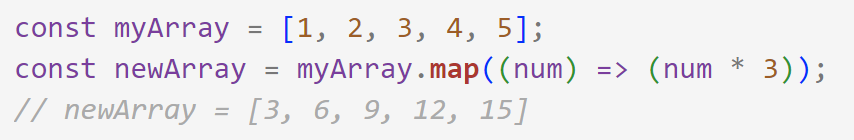 const myArray = [1, 2, 3, 4, 5];
const newArray = myArray.map((num) => (num * 3));
// newArray = [3, 6, 9, 12, 15]